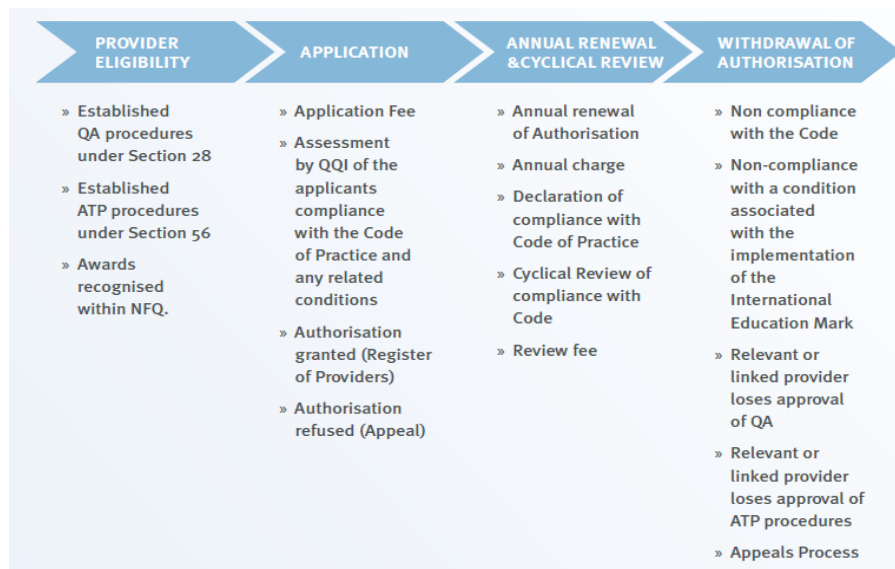 PROVIDER
ELIGIBILITY
» Established
QA procedures
under Section 28
» Established
ATP procedures
under Section 56
» Awards
recognised
within NFQ.
APPLICATION
» Application Fee
» Assessment
by QQI of the
applicants
compliance
with the Code
of Practice and
any related
conditions
» Authorisation
granted (Register
of Providers)
» Authorisation
refused (Appeal)
ANNUAL RENEWAL
&CYCLICAL REVIEW
» Annual renewal
of Authorisation
» Annual charge
» Declaration of
compliance with
Code of Practice
» Cyclical Review of
compliance with
Code
» Review fee
WITHDRAWAL OF
AUTHORISATION
» Non compliance
with the Code
» Non-compliance
with a condition
associated
with the
implementation
of the
International
Education Mark
» Relevant or
linked provider
loses approval
of QA
» Relevant or
linked provider
loses approval of
ATP procedures
» Appeals Process